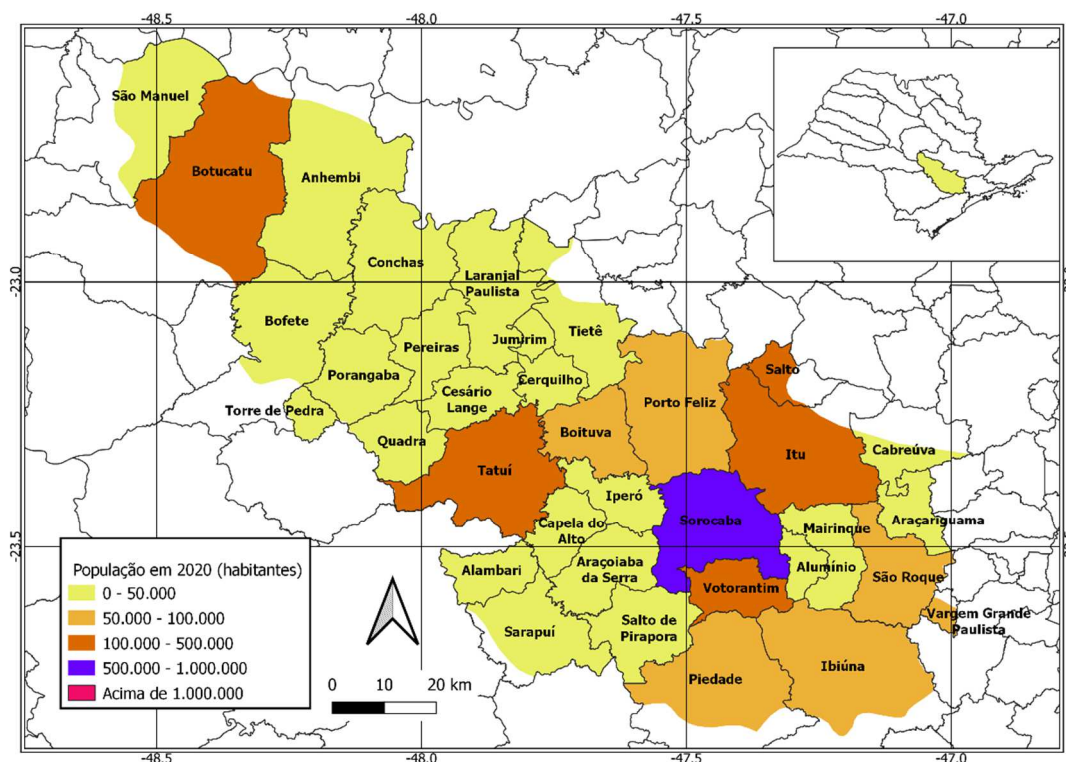 -48.5
-48.0
-47.5
-47.0
São Manuel
Botucatu
Anhembi
Conchas
Laranjal
Paulista
-23.0
Bofete
Tietê
Jumirim
Pereiras
Porangaba
Cerquilho
Salto
Cesário
Lange
Porto Feliz
Torre de Pedra
Boituva
Quadra
Itu
Cabreúva
Tatuí
Iperó
Sorocaba
Araçariguama
Capela do
Alto
Mairinque
-23.5
Alambari
Araçoiaba
da Serra
Alumínio
São Roque
Votorantim
Vargem Grande
Paulista
Sarapuí
Salto de
Pirapora
Ibiúna
Piedade
População em 2020 (habitantes)
0 - 50.000
50.000 - 100.000
100.000 - 500.000
500.000 - 1.000.000
Acima de 1.000.000
0 10 20 km
-48.5
-48.0
-47.5
-47.0